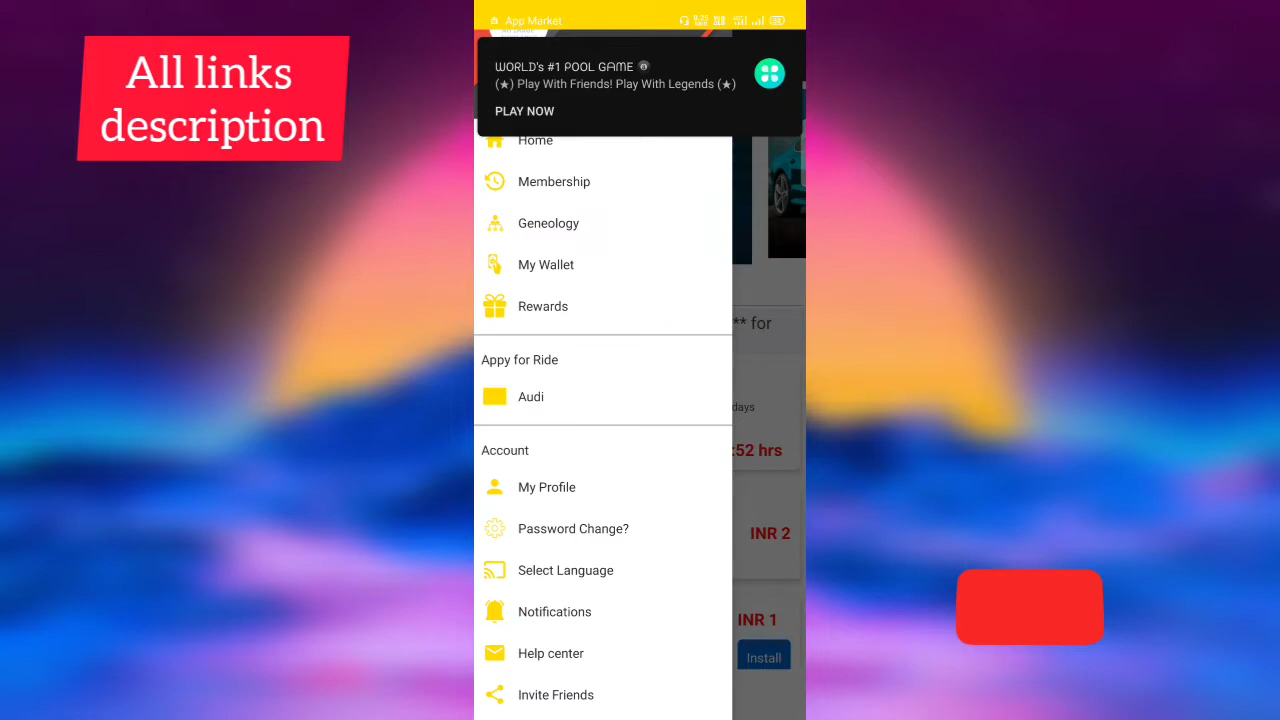 All links
description
App Market
WORLD's #1 POOL GAME
(★) Play With Friends! Play With Legends (★)
PLAY NOW
Home
Membership
Geneology
My Wallet
Rewards
** for
Appy for Ride
Audi
days
:52 hrs
Account
My Profile
Password Change?
INR 2
Select Language
Notifications
INR 1
Help center
Install
Invite Friends